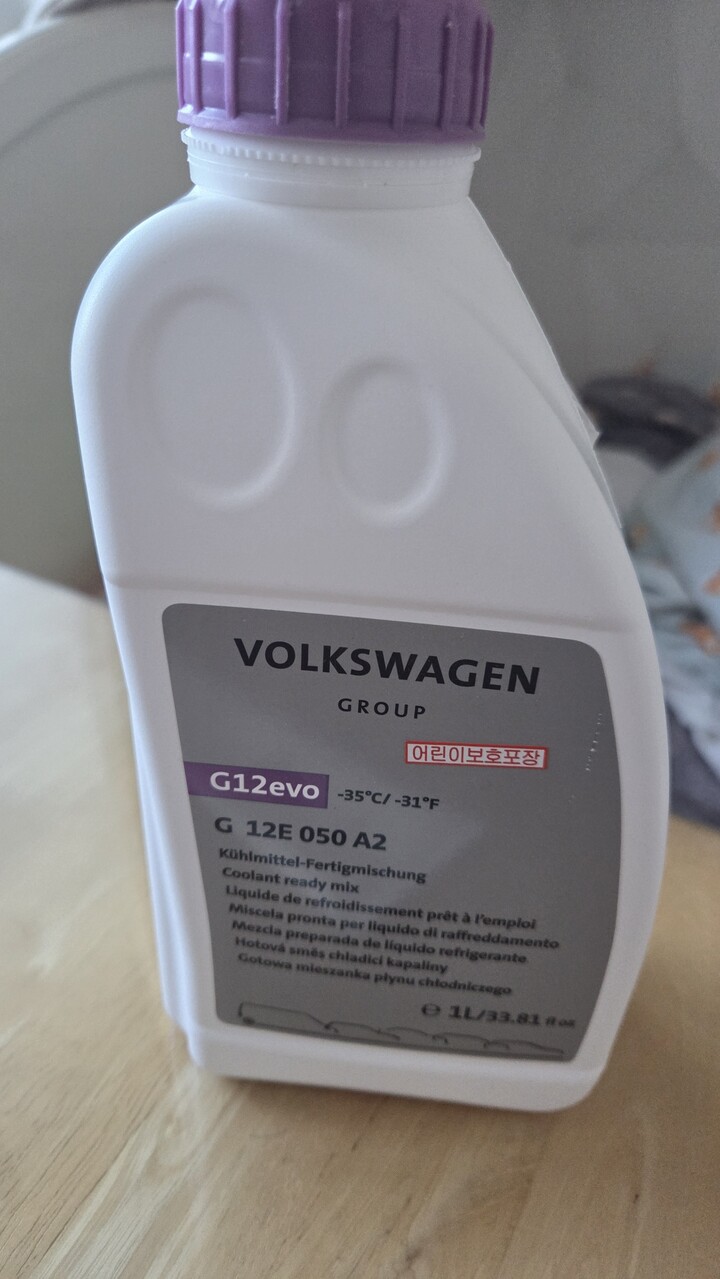 VOLKSWAGEN
GROUP
어린이보호포장
G12evo -35°C/ -31°F
G 12E 050 A2
Kühlmittel-Fertigmischung
Coolant ready mix
Liquide de refroidissement prêt à l'emploi
Miscela pronta per liquido di raffreddamento
Mezcla preparada de líquido refrigerante
Hotová směs chladicí kapaliny
Gotowa mieszanka płynu chłodniczego
℮ 1L/33.81 fl oz